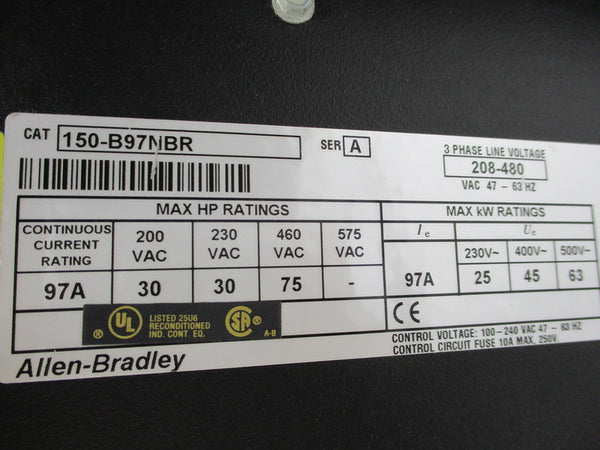 CAT 150-B97NBR SER A 3 PHASE LINE VOLTAGE
208-480
VAC 47 - 63 HZ
MAX HP RATINGS MAX kW RATINGS
CONTINUOUS CURRENT RATING 200 VAC 230 VAC 460 VAC 575 VAC Ie Ue
230V~ 400V~ 500V~
97A 30 30 75 - 97A 25 45 63
UL ® LISTED 25U6
RECONDITIONED
IND. CONT. EQ.
SA ® A-B
CE
CONTROL VOLTAGE: 100-240 VAC 47 - 63 HZ
CONTROL CIRCUIT FUSE 10A MAX, 250V.
Allen-Bradley